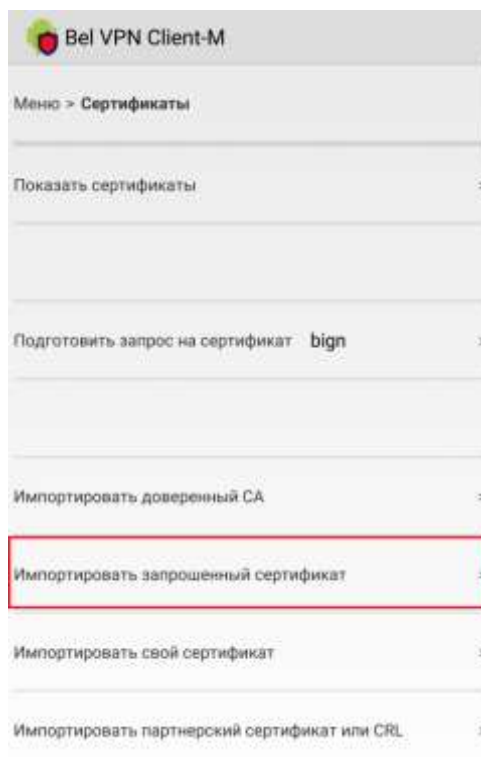 Bel VPN Client-M
Меню > Сертификаты
Показать сертификаты
Подготовить запрос на сертификат bign
Импортировать доверенный CA
Импортировать запрошенный сертификат
Импортировать свой сертификат
Импортировать партнерский сертификат или CRL